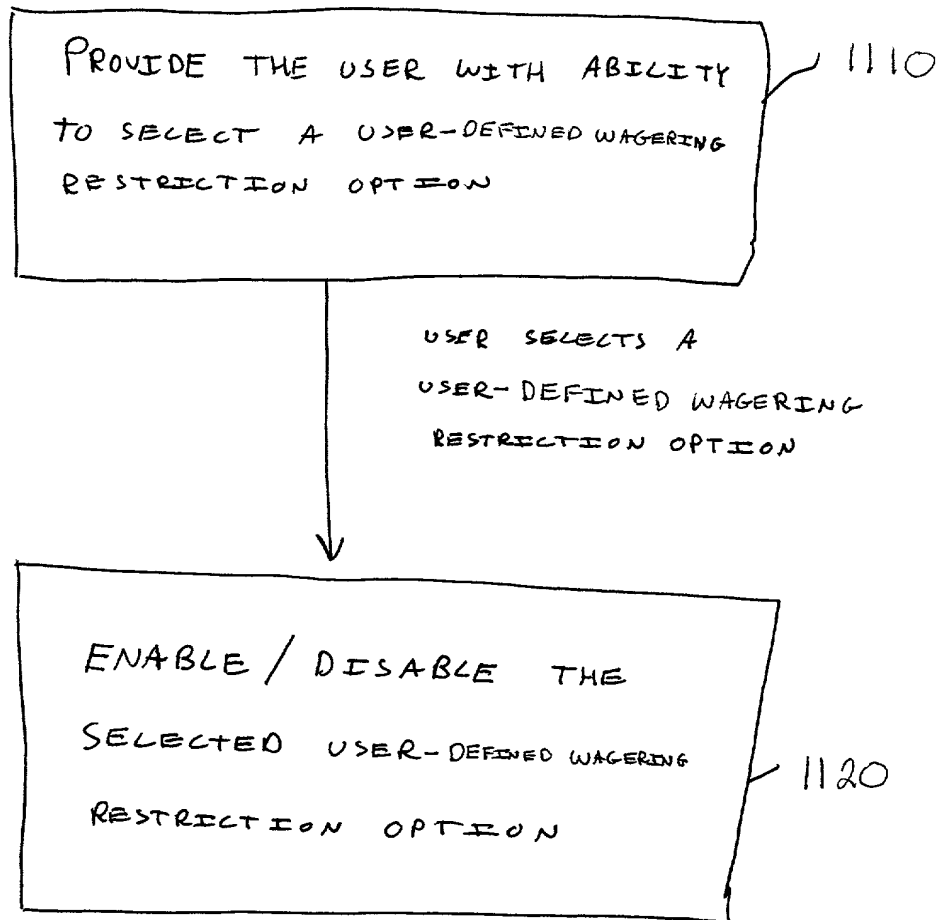 PROVIDE THE USER WITH ABILITY
TO SELECT A USER-DEFINED WAGERING
RESTRICTION OPTION
1110
USER SELECTS A
USER-DEFINED WAGERING
RESTRICTION OPTION
ENABLE / DISABLE THE
SELECTED USER-DEFINED WAGERING
RESTRICTION OPTION
1120